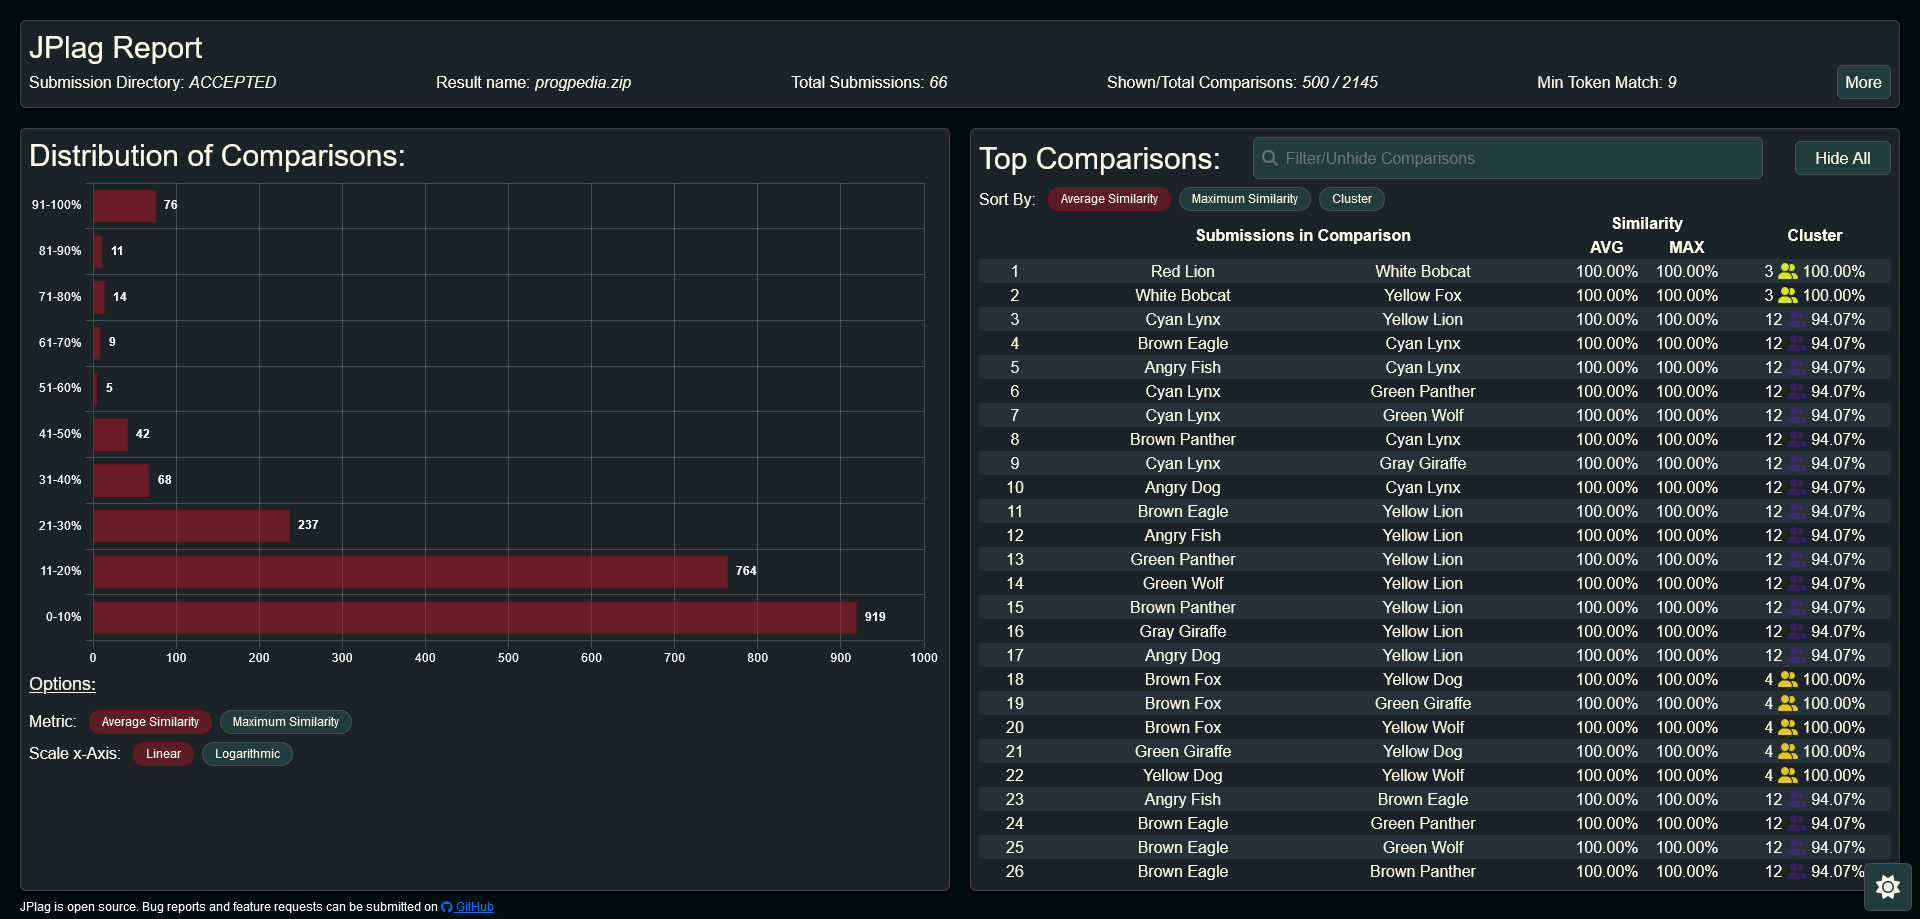 JPlag Report
Submission Directory: ACCEPTED Result name: progpedia.zip Total Submissions: 66 Shown/Total Comparisons: 500 / 2145 Min Token Match: 9 More
Distribution of Comparisons:
91-100% 76
81-90% 11
71-80% 14
61-70% 9
51-60% 5
41-50% 42
31-40% 68
21-30% 237
11-20% 764
0-10% 919
0 100 200 300 400 500 600 700 800 900 1000
Options:
Metric: Average Similarity Maximum Similarity
Scale x-Axis: Linear Logarithmic
Top Comparisons: Filter/Unhide Comparisons Hide All
Sort By: Average Similarity Maximum Similarity Cluster
Submissions in Comparison Similarity Cluster
AVG MAX
1 Red Lion White Bobcat 100.00% 100.00% 3 100.00%
2 White Bobcat Yellow Fox 100.00% 100.00% 3 100.00%
3 Cyan Lynx Yellow Lion 100.00% 100.00% 12 94.07%
4 Brown Eagle Cyan Lynx 100.00% 100.00% 12 94.07%
5 Angry Fish Cyan Lynx 100.00% 100.00% 12 94.07%
6 Cyan Lynx Green Panther 100.00% 100.00% 12 94.07%
7 Cyan Lynx Green Wolf 100.00% 100.00% 12 94.07%
8 Brown Panther Cyan Lynx 100.00% 100.00% 12 94.07%
9 Cyan Lynx Gray Giraffe 100.00% 100.00% 12 94.07%
10 Angry Dog Cyan Lynx 100.00% 100.00% 12 94.07%
11 Brown Eagle Yellow Lion 100.00% 100.00% 12 94.07%
12 Angry Fish Yellow Lion 100.00% 100.00% 12 94.07%
13 Green Panther Yellow Lion 100.00% 100.00% 12 94.07%
14 Green Wolf Yellow Lion 100.00% 100.00% 12 94.07%
15 Brown Panther Yellow Lion 100.00% 100.00% 12 94.07%
16 Gray Giraffe Yellow Lion 100.00% 100.00% 12 94.07%
17 Angry Dog Yellow Lion 100.00% 100.00% 12 94.07%
18 Brown Fox Yellow Dog 100.00% 100.00% 4 100.00%
19 Brown Fox Green Giraffe 100.00% 100.00% 4 100.00%
20 Brown Fox Yellow Wolf 100.00% 100.00% 4 100.00%
21 Green Giraffe Yellow Dog 100.00% 100.00% 4 100.00%
22 Yellow Dog Yellow Wolf 100.00% 100.00% 4 100.00%
23 Angry Fish Brown Eagle 100.00% 100.00% 12 94.07%
24 Brown Eagle Green Panther 100.00% 100.00% 12 94.07%
25 Brown Eagle Green Wolf 100.00% 100.00% 12 94.07%
26 Brown Eagle Brown Panther 100.00% 100.00% 12 94.07%
JPlag is open source. Bug reports and feature requests can be submitted on GitHub